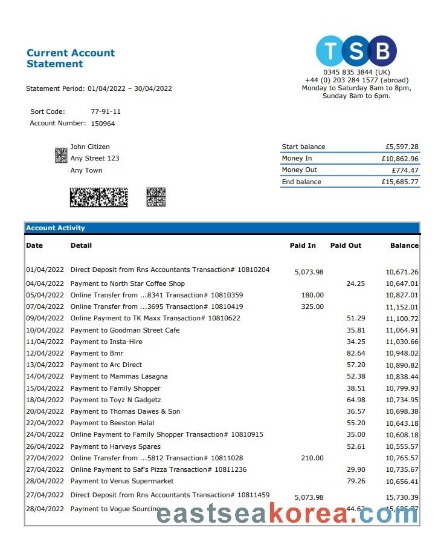 Current Account
Statement
TSB
0345 835 3844 (UK)
+44 (0) 203 284 1577 (abroad)
Monday to Saturday 8am to 8pm,
Sunday 8am to 6pm.
Statement Period: 01/04/2022 – 30/04/2022
Sort Code: 77-91-11
Account Number: 150964
John Citizen
Any Street 123
Any Town
Start balance £5,597.28
Money In £10,862.96
Money Out £774.47
End balance £15,685.77
Account Activity
Date Detail Paid In Paid Out Balance
01/04/2022 Direct Deposit from Rns Accountants Transaction# 10810204 5,073.98 10,671.26
04/04/2022 Payment to North Star Coffee Shop 24.25 10,647.01
05/04/2022 Online Transfer from ...8341 Transaction# 10810359 180.00 10,827.01
07/04/2022 Online Transfer from ...3695 Transaction# 10810419 325.00 11,152.01
09/04/2022 Online Payment to TK Maxx Transaction# 10810622 51.29 11,100.72
10/04/2022 Payment to Goodman Street Cafe 35.81 11,064.91
11/04/2022 Payment to Insta-Hire 34.25 11,030.66
12/04/2022 Payment to Bmr 82.64 10,948.02
13/04/2022 Payment to Arc Direct 57.20 10,890.82
14/04/2022 Payment to Mammas Lasagna 52.38 10,838.44
15/04/2022 Payment to Family Shopper 38.51 10,799.93
18/04/2022 Payment to Toyz N Gadgetz 64.98 10,734.95
20/04/2022 Payment to Thomas Dawes & Son 36.57 10,698.38
22/04/2022 Payment to Beeston Halal 55.20 10,643.18
24/04/2022 Online Payment to Family Shopper Transaction# 10810915 35.00 10,608.18
26/04/2022 Payment to Harveys Spares 52.61 10,555.57
27/04/2022 Online Transfer from ...5812 Transaction# 10811028 210.00 10,765.57
27/04/2022 Online Payment to Saf's Pizza Transaction# 10811236 29.90 10,735.67
28/04/2022 Payment to Venus Supermarket 79.26 10,656.41
27/04/2022 Direct Deposit from Rns Accountants Transaction# 10811459 5,073.98 15,730.39
28/04/2022 Payment to Vogue Sourcing 44.62
eastseakorea.com